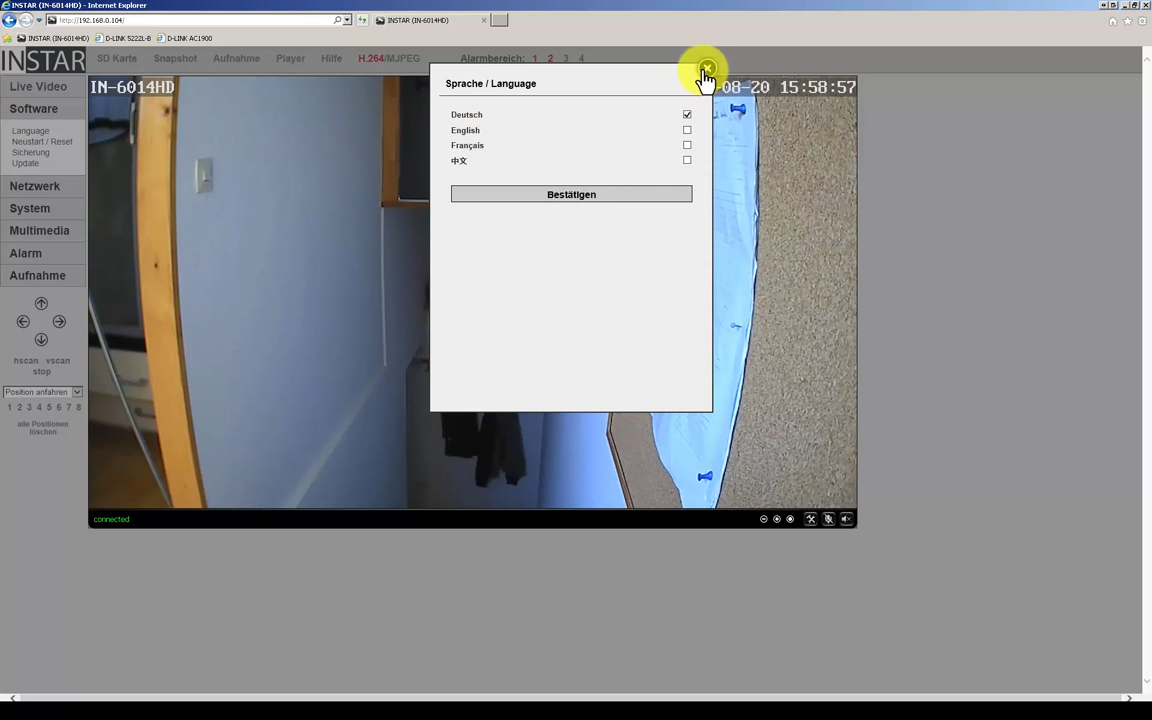 INSTAR (IN-6014HD) - Internet Explorer
http://192.168.0.104/
INSTAR (IN-6014HD)
INSTAR (IN-6014HD) D-LINK 5222L-B D-LINK AC1900
INSTAR SD Karte Snapshot Aufnahme Player Hilfe H.264/MJPEG Alarmbereich: 1 2 3 4
Live Video
Software
Language
Neustart / Reset
Sicherung
Update
Netzwerk
System
Multimedia
Alarm
Aufnahme
hscan vscan
stop
Position anfahren
1 2 3 4 5 6 7 8
alle Positionen
löschen
IN-6014HD
-08-20 15:58:57
Sprache / Language
Deutsch
English
Français
中文
Bestätigen
connected